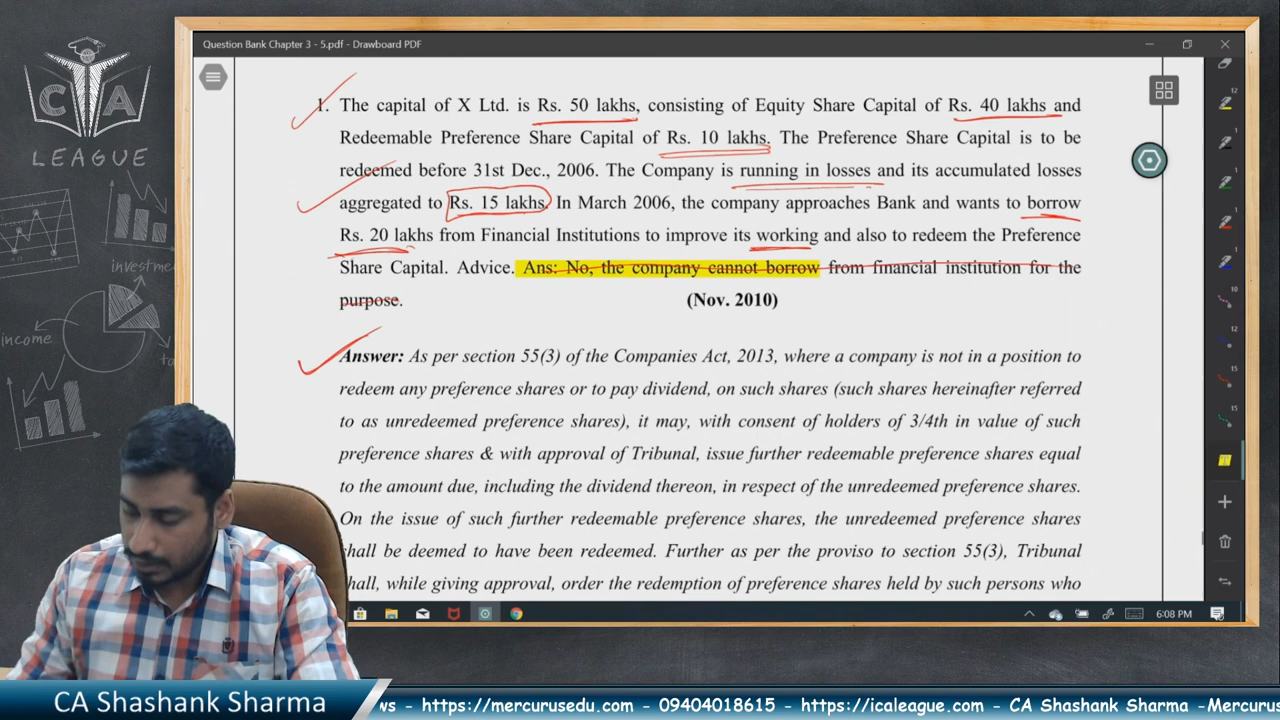 Question Bank Chapter 3 - 5.pdf - Drawboard PDF
C A
LEAGUE
investme
income
to
1. The capital of X Ltd. is Rs. 50 lakhs, consisting of Equity Share Capital of Rs. 40 lakhs and
Redeemable Preference Share Capital of Rs. 10 lakhs. The Preference Share Capital is to be
redeemed before 31st Dec., 2006. The Company is running in losses and its accumulated losses
aggregated to Rs. 15 lakhs. In March 2006, the company approaches Bank and wants to borrow
Rs. 20 lakhs from Financial Institutions to improve its working and also to redeem the Preference
Share Capital. Advice. Ans: No, the company cannot borrow from financial institution for the
purpose. (Nov. 2010)
Answer: As per section 55(3) of the Companies Act, 2013, where a company is not in a position to
redeem any preference shares or to pay dividend, on such shares (such shares hereinafter referred
to as unredeemed preference shares), it may, with consent of holders of 3/4th in value of such
preference shares & with approval of Tribunal, issue further redeemable preference shares equal
to the amount due, including the dividend thereon, in respect of the unredeemed preference shares.
On the issue of such further redeemable preference shares, the unredeemed preference shares
shall be deemed to have been redeemed. Further as per the proviso to section 55(3), Tribunal
shall, while giving approval, order the redemption of preference shares held by such persons who
12
1
1
1
1
10
12
15
15
6:08 PM
CA Shashank Sharma
ws - https://mercurusedu.com - 09404018615 - https://icaleague.com - CA Shashank Sharma -Mercurus